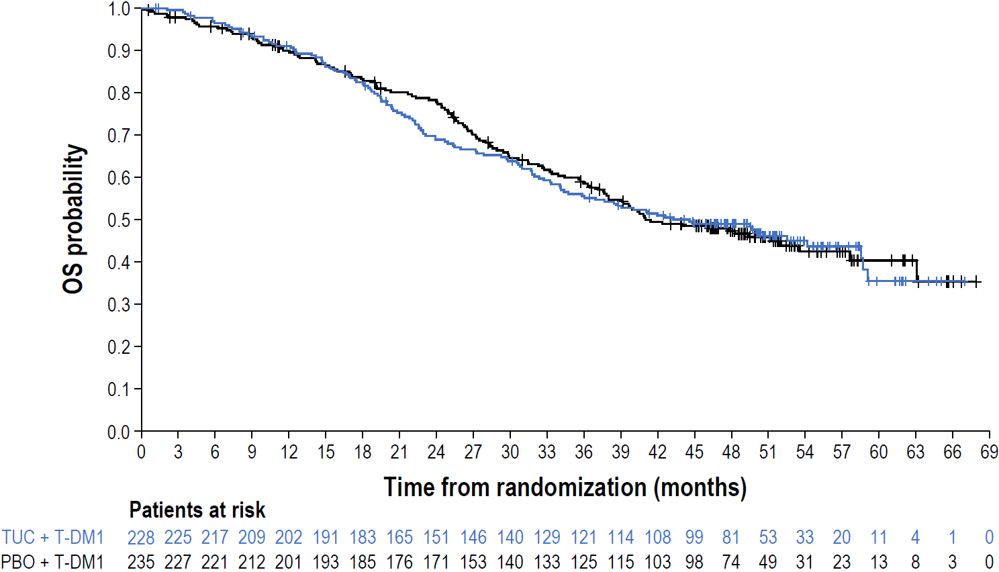 1.0
0.9
0.8
0.7
0.6
0.5
0.4
0.3
0.2
0.1
0.0
OS probability
0 3 6 9 12 15 18 21 24 27 30 33 36 39 42 45 48 51 54 57 60 63 66 69
Time from randomization (months)
Patients at risk
TUC + T-DM1 228 225 217 209 202 191 183 165 151 146 140 129 121 114 108 99 81 53 33 20 11 4 1 0
PBO + T-DM1 235 227 221 212 201 193 185 176 171 153 140 133 125 115 103 98 74 49 31 23 13 8 3 0